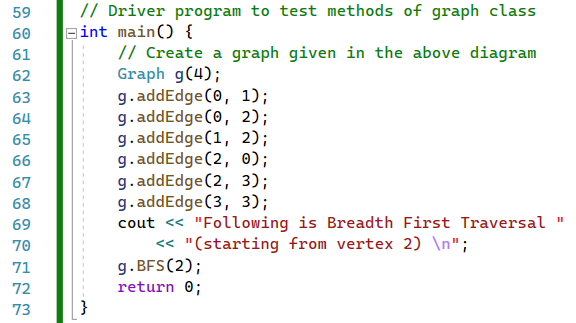 59 // Driver program to test methods of graph class
60 int main() {
61 // Create a graph given in the above diagram
62 Graph g(4);
63 g.addEdge(0, 1);
64 g.addEdge(0, 2);
65 g.addEdge(1, 2);
66 g.addEdge(2, 0);
67 g.addEdge(2, 3);
68 g.addEdge(3, 3);
69 cout << "Following is Breadth First Traversal "
70 << "(starting from vertex 2) \n";
71 g.BFS(2);
72 return 0;
73 }